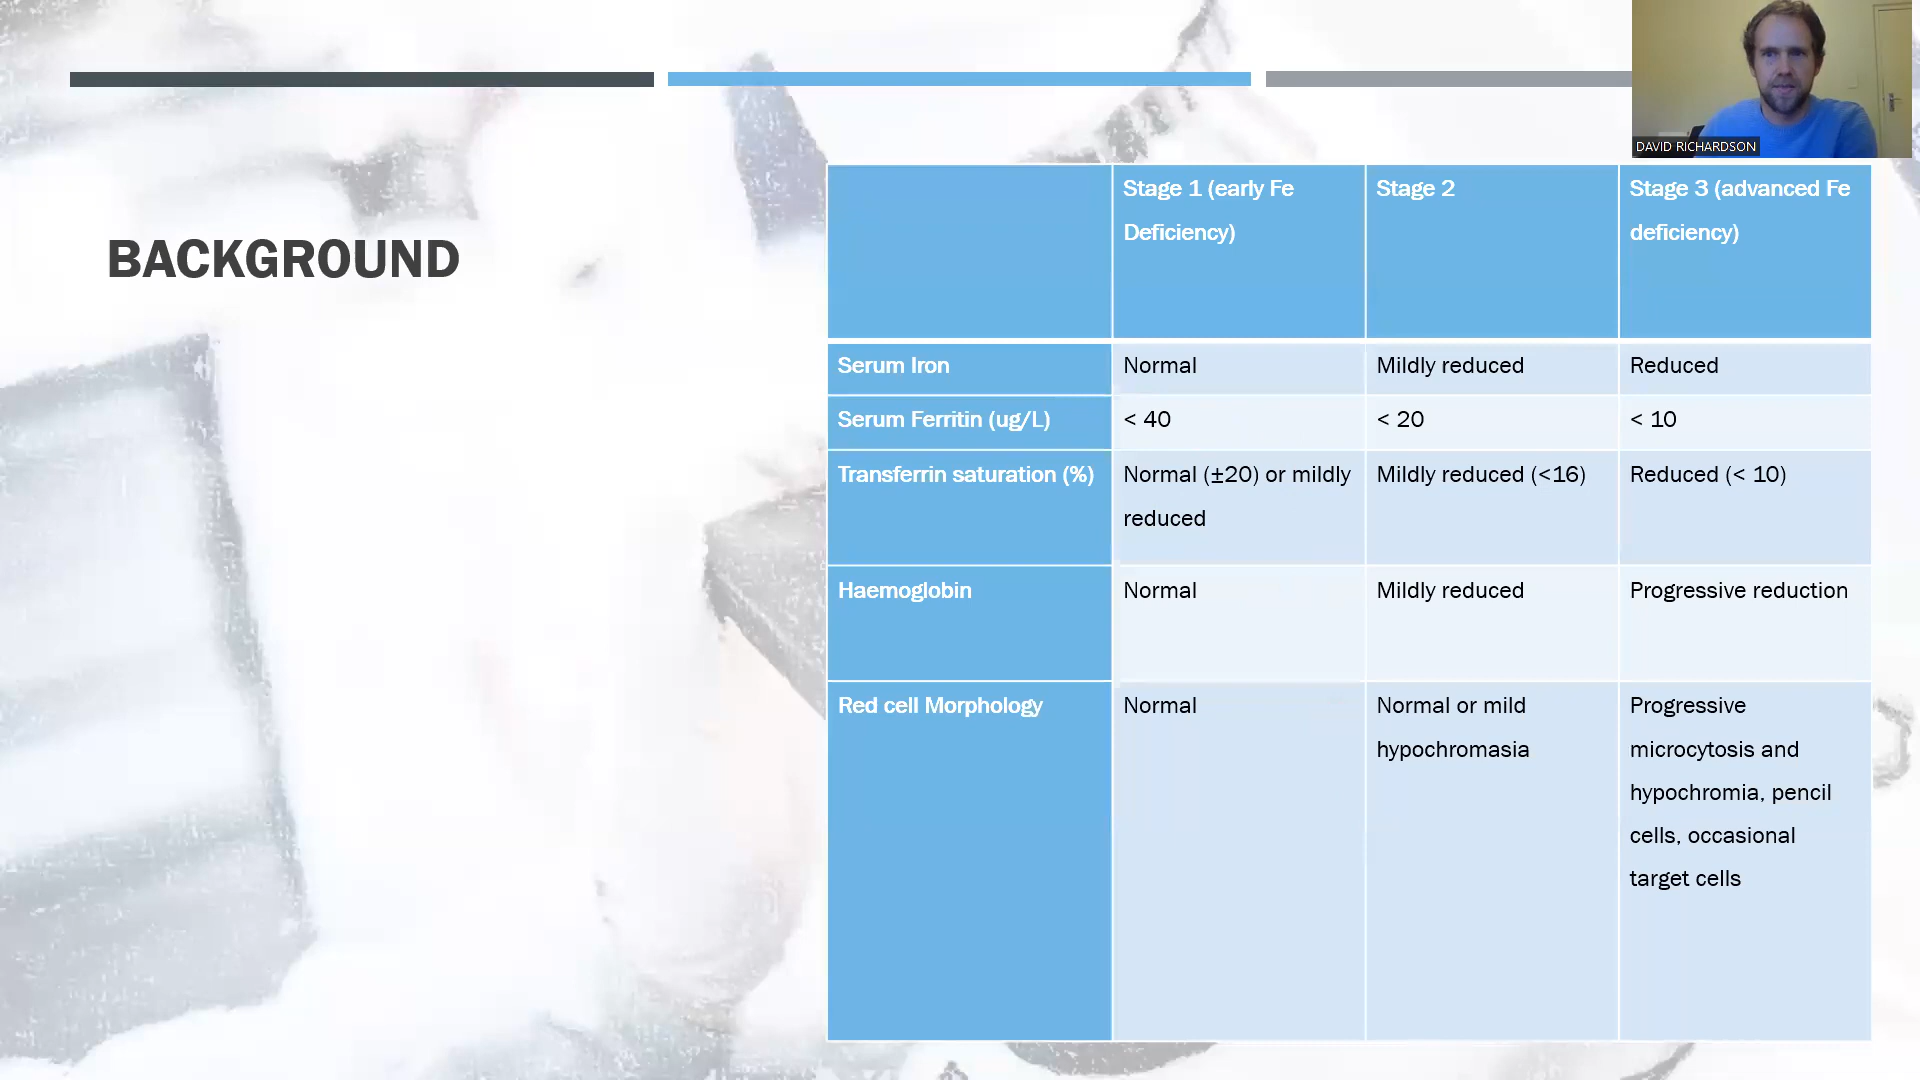 DAVID RICHARDSON
BACKGROUND
Stage 1 (early Fe
Deficiency)
Stage 2
Stage 3 (advanced Fe
deficiency)
Serum Iron
Normal
Mildly reduced
Reduced
Serum Ferritin (ug/L)
< 40
< 20
< 10
Transferrin saturation (%)
Normal (±20) or mildly
reduced
Mildly reduced (<16)
Reduced (< 10)
Haemoglobin
Normal
Mildly reduced
Progressive reduction
Red cell Morphology
Normal
Normal or mild
hypochromasia
Progressive
microcytosis and
hypochromia, pencil
cells, occasional
target cells